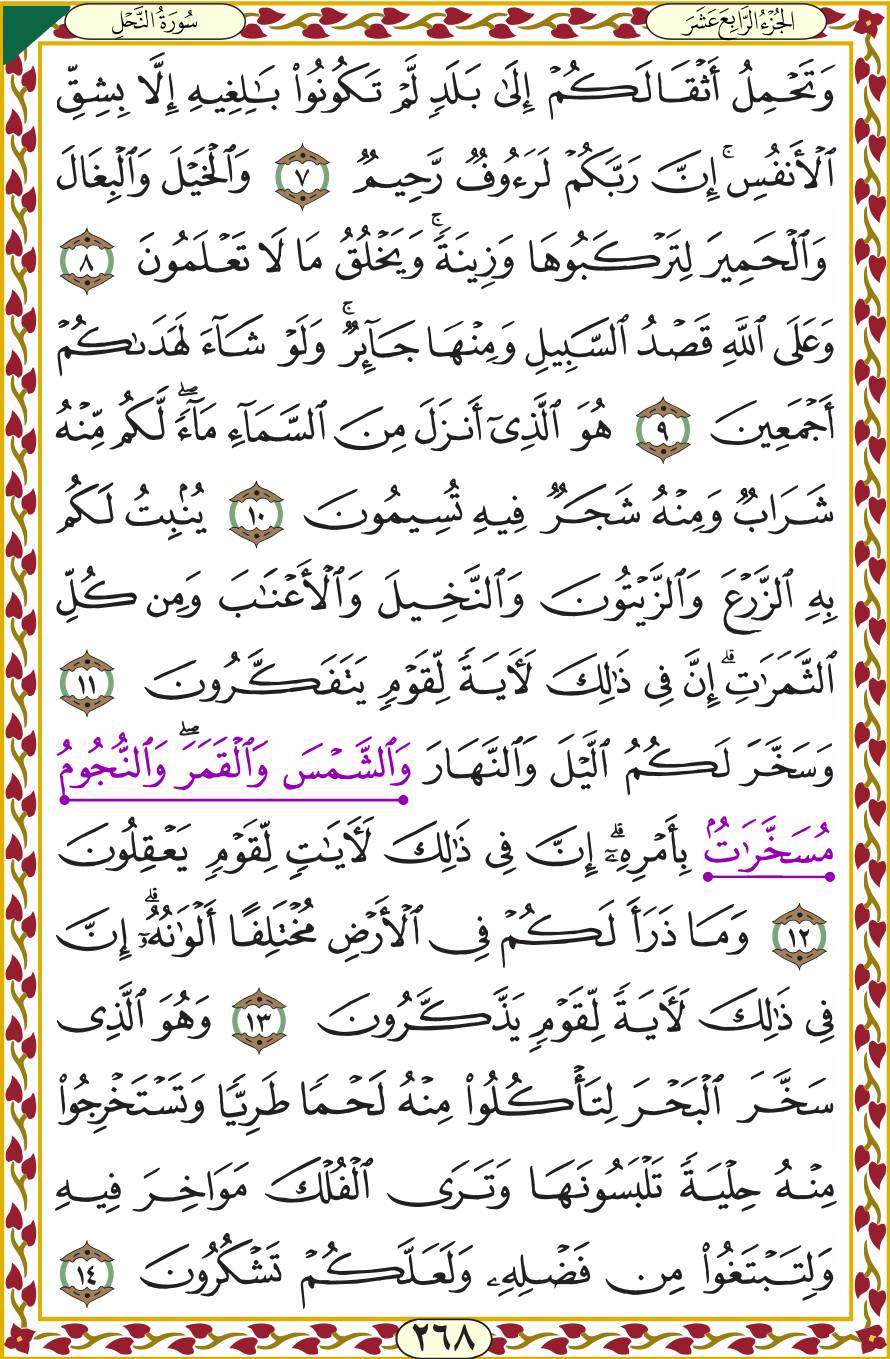 الجُزْءُ الرَّابِعَ عَشَرَ
سُورَةُ النَّحْلِ
وَتَحْمِلُ أَثْقَالَكُمْ إِلَىٰ بَلَدٍ لَّمْ تَكُونُوا۟ بَـٰلِغِيهِ إِلَّا بِشِقِّ
ٱلْأَنفُسِ ۚ إِنَّ رَبَّكُمْ لَرَءُوفٌ رَّحِيمٌ ٧ وَٱلْخَيْلَ وَٱلْبِغَالَ
وَٱلْحَمِيرَ لِتَرْكَبُوهَا وَزِينَةً ۚ وَيَخْلُقُ مَا لَا تَعْلَمُونَ ٨
وَعَلَى ٱللَّهِ قَصْدُ ٱلسَّبِيلِ وَمِنْهَا جَآئِرٌ ۚ وَلَوْ شَآءَ لَهَدَىٰكُمْ
أَجْمَعِينَ ٩ هُوَ ٱلَّذِىٓ أَنزَلَ مِنَ ٱلسَّمَآءِ مَآءً ۖ لَّكُم مِّنْهُ
شَرَابٌ وَمِنْهُ شَجَرٌ فِيهِ تُسِيمُونَ ١٠ يُنۢبِتُ لَكُم
بِهِ ٱلزَّرْعَ وَٱلزَّيْتُونَ وَٱلنَّخِيلَ وَٱلْأَعْنَـٰبَ وَمِن كُلِّ
ٱلثَّمَرَٰتِ ۗ إِنَّ فِى ذَٰلِكَ لَـَٔايَةً لِّقَوْمٍ يَتَفَكَّرُونَ ١١
وَسَخَّرَ لَكُمُ ٱلَّيْلَ وَٱلنَّهَارَ وَٱلشَّمْسَ وَٱلْقَمَرَ ۖ وَٱلنُّجُومُ
مُسَخَّرَٰتٌۢ بِأَمْرِهِۦٓ ۗ إِنَّ فِى ذَٰلِكَ لَـَٔايَـٰتٍ لِّقَوْمٍ يَعْقِلُونَ
١٢ وَمَا ذَرَأَ لَكُمْ فِى ٱلْأَرْضِ مُخْتَلِفًا أَلْوَٰنُهُۥٓ ۗ إِنَّ
فِى ذَٰلِكَ لَـَٔايَةً لِّقَوْمٍ يَذَّكَّرُونَ ١٣ وَهُوَ ٱلَّذِى
سَخَّرَ ٱلْبَحْرَ لِتَأْكُلُوا۟ مِنْهُ لَحْمًا طَرِيًّا وَتَسْتَخْرِجُوا۟
مِنْهُ حِلْيَةً تَلْبَسُونَهَا وَتَرَى ٱلْفُلْكَ مَوَاخِرَ فِيهِ
وَلِتَبْتَغُوا۟ مِن فَضْلِهِۦ وَلَعَلَّكُمْ تَشْكُرُونَ ١٤
٢٦٨